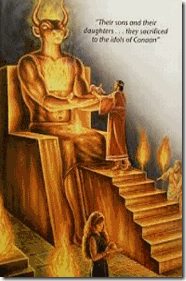 "Their sons and their
daughters . . . they sacrificed
to the idols of Canaan"